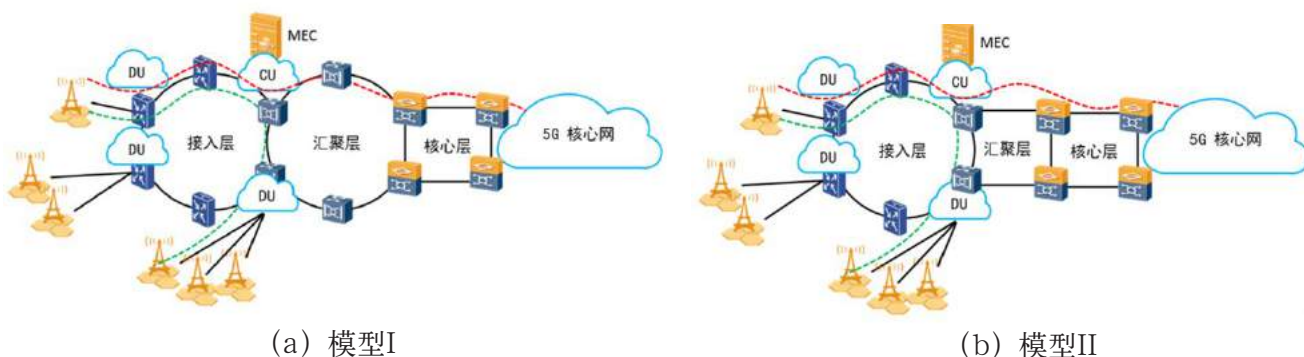 MEC
DU
CU
DU
接入层
汇聚层
核心层
5G 核心网
DU
(a) 模型I
MEC
DU
CU
DU
接入层
汇聚层
核心层
5G 核心网
DU
(b) 模型II